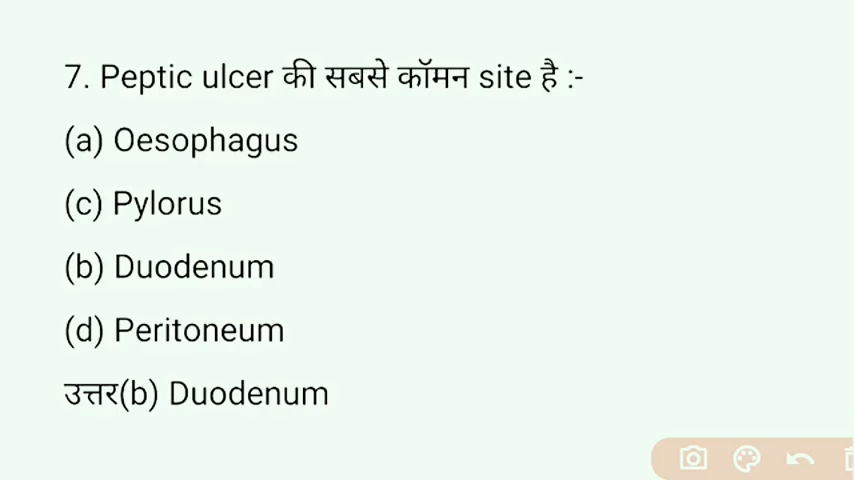 7. Peptic ulcer की सबसे कॉमन site है :-
(a) Oesophagus
(c) Pylorus
(b) Duodenum
(d) Peritoneum
उत्तर(b) Duodenum